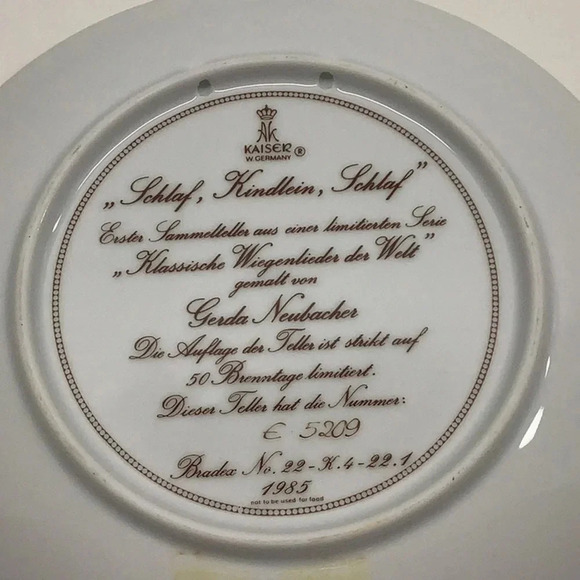 KAISER ®
W. GERMANY
„Schlaf, Kindlein, Schlaf”
Erster Sammelteller aus einer limitierten Serie
„Klassische Wiegenlieder der Welt”
gemalt von
Gerda Neubacher
Die Auflage der Teller ist strikt auf
50 Brenntage limitiert.
Dieser Teller hat die Nummer:
E 5209
Bradex No. 22-K.4-22.1
1985
not to be used for food